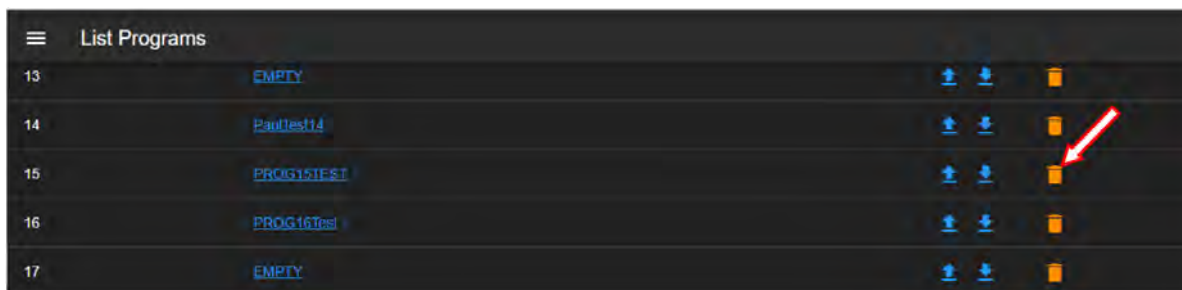 List Programs
13 EMPTY
14 PaulTest14
15 PROG15TEST
16 PROG16Test
17 EMPTY